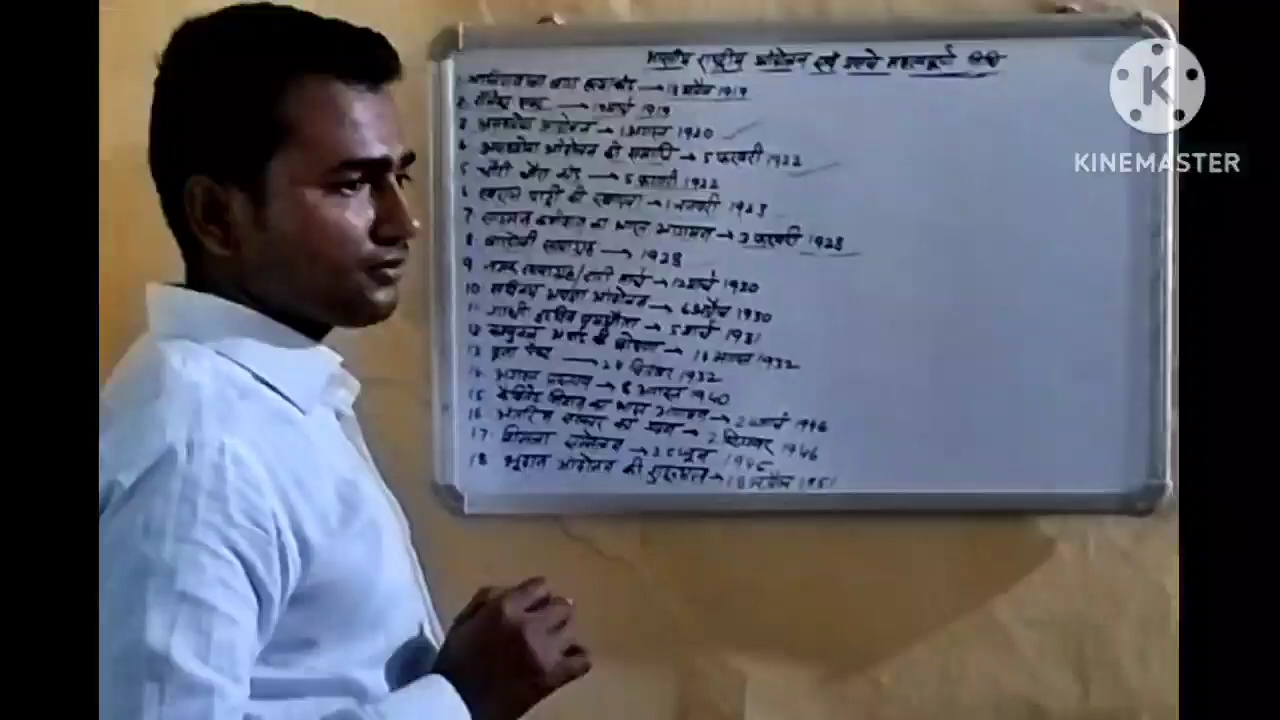 भारतीय राष्ट्रीय आंदोलन एवं उससे महत्वपूर्ण तिथि
जलियांवाला बाग हत्याकांड → 13 अप्रैल 1919
2 रौलेट एक्ट → 19 मार्च 1919
3 असहयोग आंदोलन → 1 अगस्त 1920
4 असहयोग आंदोलन की समाप्ति → 5 फरवरी 1922
5 चौरी चौरा कांड → 5 फरवरी 1922
6 स्वराज पार्टी की स्थापना → 1 जनवरी 1923
7 साइमन कमीशन का भारत आगमन → 3 फरवरी 1928
8 बारदोली सत्याग्रह → 1928
9 नमक सत्याग्रह/दांडी मार्च → 12 मार्च 1930
10 सविनय अवज्ञा आंदोलन → 6 अप्रैल 1930
11 गांधी इरविन समझौता → 5 मार्च 1931
12 कम्युनल अवार्ड की घोषणा → 16 अगस्त 1932
13 पूना पैक्ट → 24 सितम्बर 1932
14 अगस्त प्रस्ताव → 8 अगस्त 1940
15 कैबिनेट मिशन का भारत आगमन → मार्च 1946
16 अंतरिम सरकार का गठन → 2 सितम्बर 1946
17 शिमला सम्मेलन → 25 जून 1945
18 भूदान आंदोलन की शुरुआत → 18 अप्रैल 1951
K
KINEMASTER